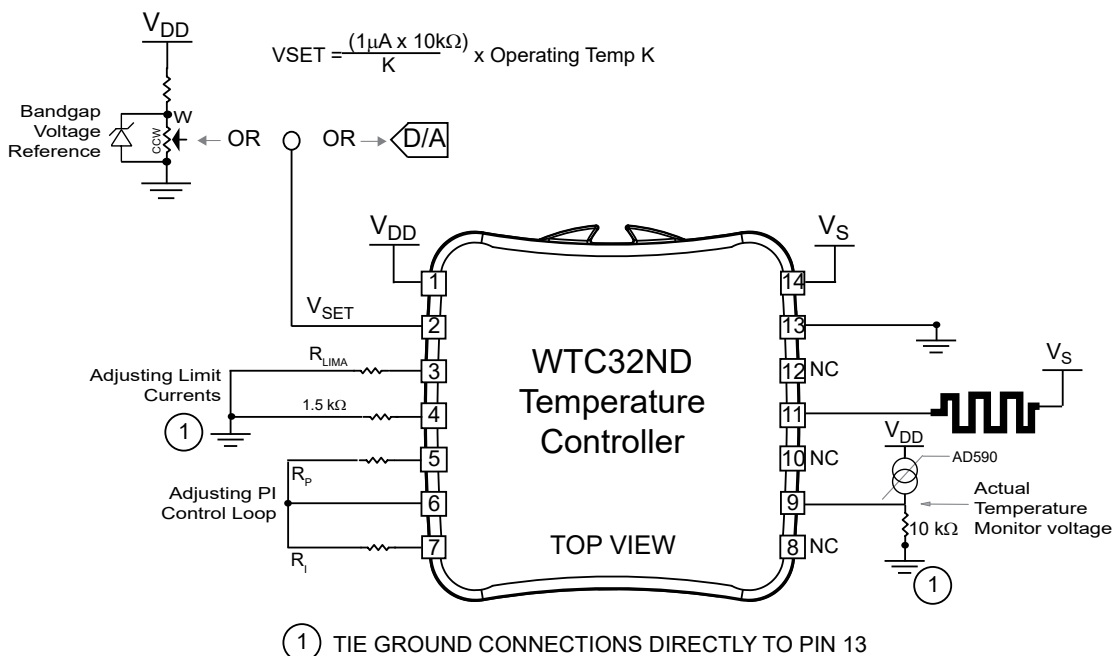 VDD
VSET = (1µA x 10kΩ) / K x Operating Temp K
Bandgap
Voltage
Reference
W
CCW
OR
OR
D/A
VDD
VS
1
14
VSET
2
13
WTC32ND
Temperature
Controller
RLIMA
3
12
NC
Adjusting Limit
Currents
1
1.5 kΩ
4
11
VS
RP
5
10
NC
VDD
AD590
Adjusting PI
Control Loop
6
9
Actual
Temperature
Monitor voltage
10 kΩ
RI
7
TOP VIEW
8
NC
1
1 TIE GROUND CONNECTIONS DIRECTLY TO PIN 13